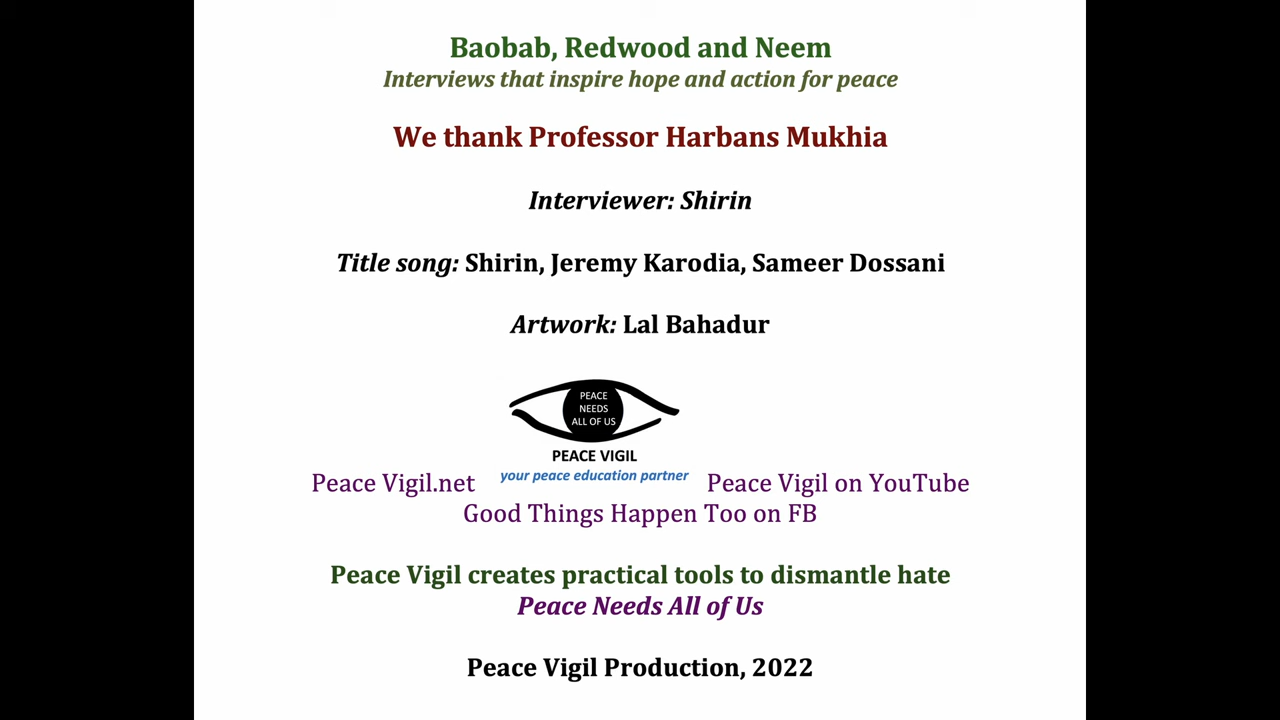 Baobab, Redwood and Neem
Interviews that inspire hope and action for peace
We thank Professor Harbans Mukhia
Interviewer: Shirin
Title song: Shirin, Jeremy Karodia, Sameer Dossani
Artwork: Lal Bahadur
PEACE
NEEDS
ALL OF US
PEACE VIGIL
your peace education partner
Peace Vigil.net
Peace Vigil on YouTube
Good Things Happen Too on FB
Peace Vigil creates practical tools to dismantle hate
Peace Needs All of Us
Peace Vigil Production, 2022